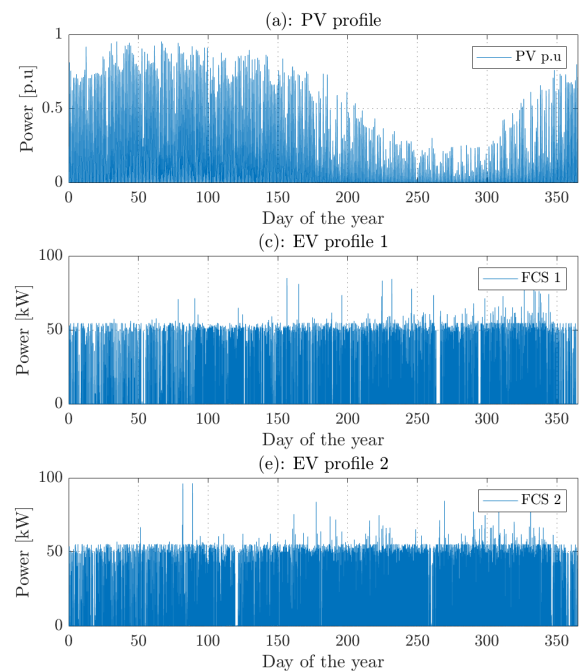 (a): PV profile
1
PV p.u
Power [p.u]
0.5
0
0 50 100 150 200 250 300 350
Day of the year
(c): EV profile 1
100
FCS 1
Power [kW]
50
0
0 50 100 150 200 250 300 350
Day of the year
(e): EV profile 2
100
FCS 2
Power [kW]
50
0
0 50 100 150 200 250 300 350
Day of the year